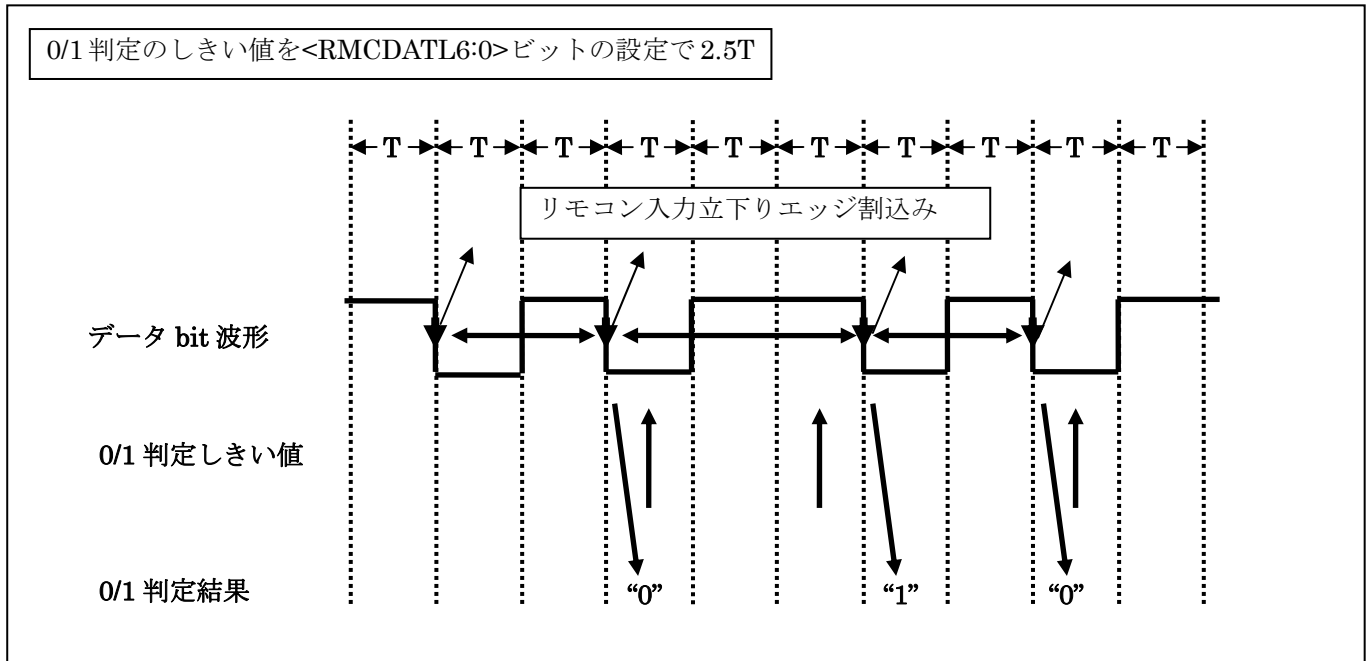 0/1 判定のしきい値を<RMCDATL6:0>ビットの設定で 2.5T
T T T T T T T T T T
リモコン入力立下りエッジ割込み
データ bit 波形
0/1 判定しきい値
0/1 判定結果 “0” “1” “0”